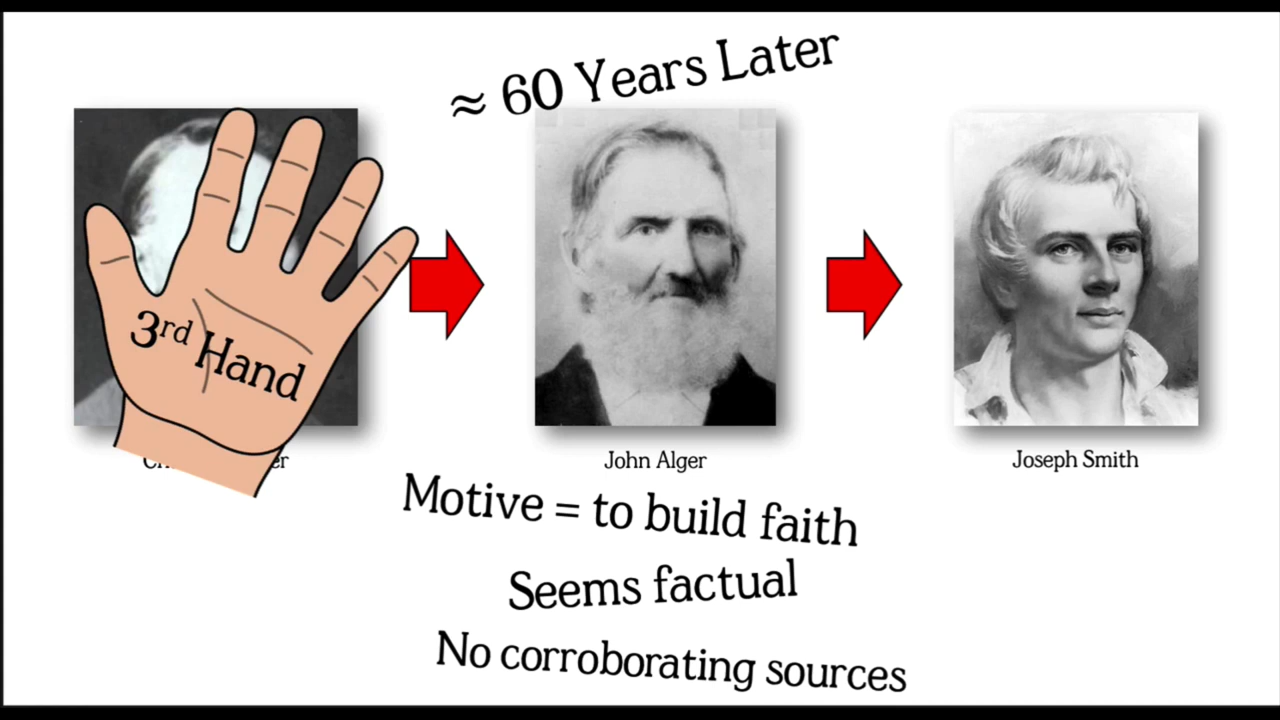 ≈ 60 Years Later
3rd Hand
John Alger
Joseph Smith
Motive = to build faith
Seems factual
No corroborating sources